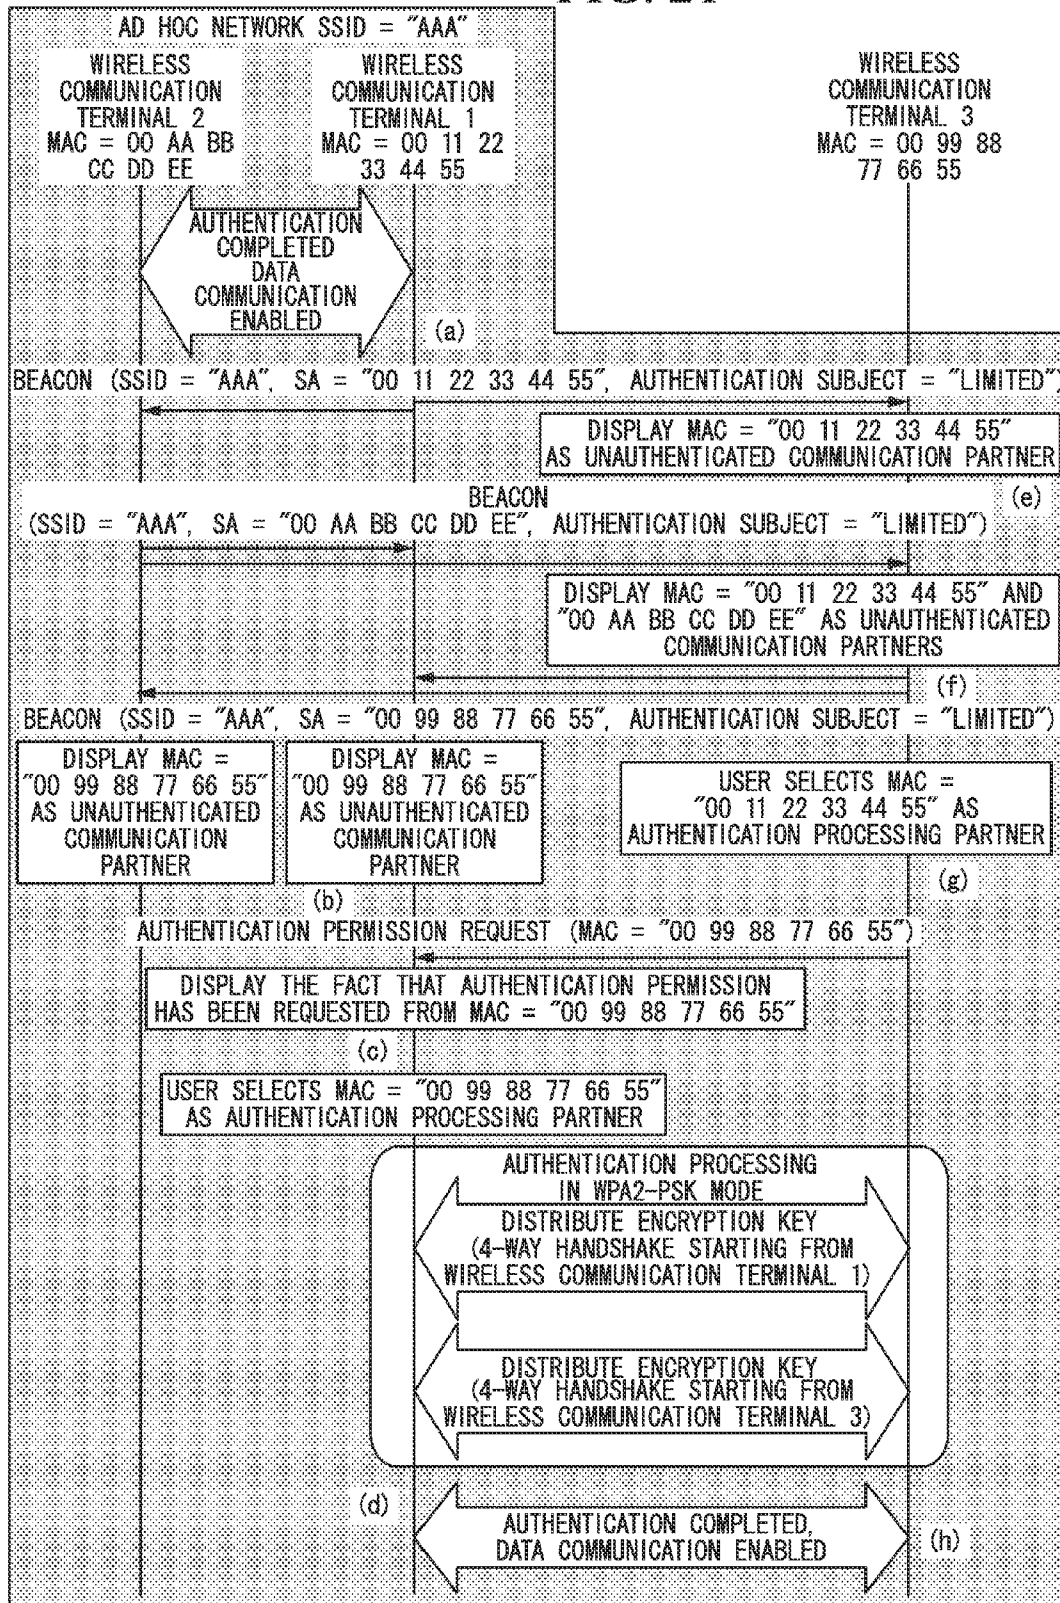 AD HOC NETWORK SSID = "AAA"
WIRELESS
COMMUNICATION
TERMINAL 2
MAC = 00 AA BB
CC DD EE
WIRELESS
COMMUNICATION
TERMINAL 1
MAC = 00 11 22
33 44 55
WIRELESS
COMMUNICATION
TERMINAL 3
MAC = 00 99 88
77 66 55
AUTHENTICATION
COMPLETED
DATA
COMMUNICATION
ENABLED
(a)
BEACON (SSID = "AAA", SA = "00 11 22 33 44 55", AUTHENTICATION SUBJECT = "LIMITED")
DISPLAY MAC = "00 11 22 33 44 55"
AS UNAUTHENTICATED COMMUNICATION PARTNER
(e)
BEACON
(SSID = "AAA", SA = "00 AA BB CC DD EE", AUTHENTICATION SUBJECT = "LIMITED")
DISPLAY MAC = "00 11 22 33 44 55" AND
"00 AA BB CC DD EE" AS UNAUTHENTICATED
COMMUNICATION PARTNERS
(f)
BEACON (SSID = "AAA", SA = "00 99 88 77 66 55", AUTHENTICATION SUBJECT = "LIMITED")
DISPLAY MAC =
"00 99 88 77 66 55"
AS UNAUTHENTICATED
COMMUNICATION
PARTNER
DISPLAY MAC =
"00 99 88 77 66 55"
AS UNAUTHENTICATED
COMMUNICATION
PARTNER
(b)
USER SELECTS MAC =
"00 11 22 33 44 55" AS
AUTHENTICATION PROCESSING PARTNER
(g)
AUTHENTICATION PERMISSION REQUEST (MAC = "00 99 88 77 66 55")
DISPLAY THE FACT THAT AUTHENTICATION PERMISSION
HAS BEEN REQUESTED FROM MAC = "00 99 88 77 66 55"
(c)
USER SELECTS MAC = "00 99 88 77 66 55"
AS AUTHENTICATION PROCESSING PARTNER
AUTHENTICATION PROCESSING
IN WPA2-PSK MODE
DISTRIBUTE ENCRYPTION KEY
(4-WAY HANDSHAKE STARTING FROM
WIRELESS COMMUNICATION TERMINAL 1)
DISTRIBUTE ENCRYPTION KEY
(4-WAY HANDSHAKE STARTING FROM
WIRELESS COMMUNICATION TERMINAL 3)
(d)
AUTHENTICATION COMPLETED,
DATA COMMUNICATION ENABLED
(h)